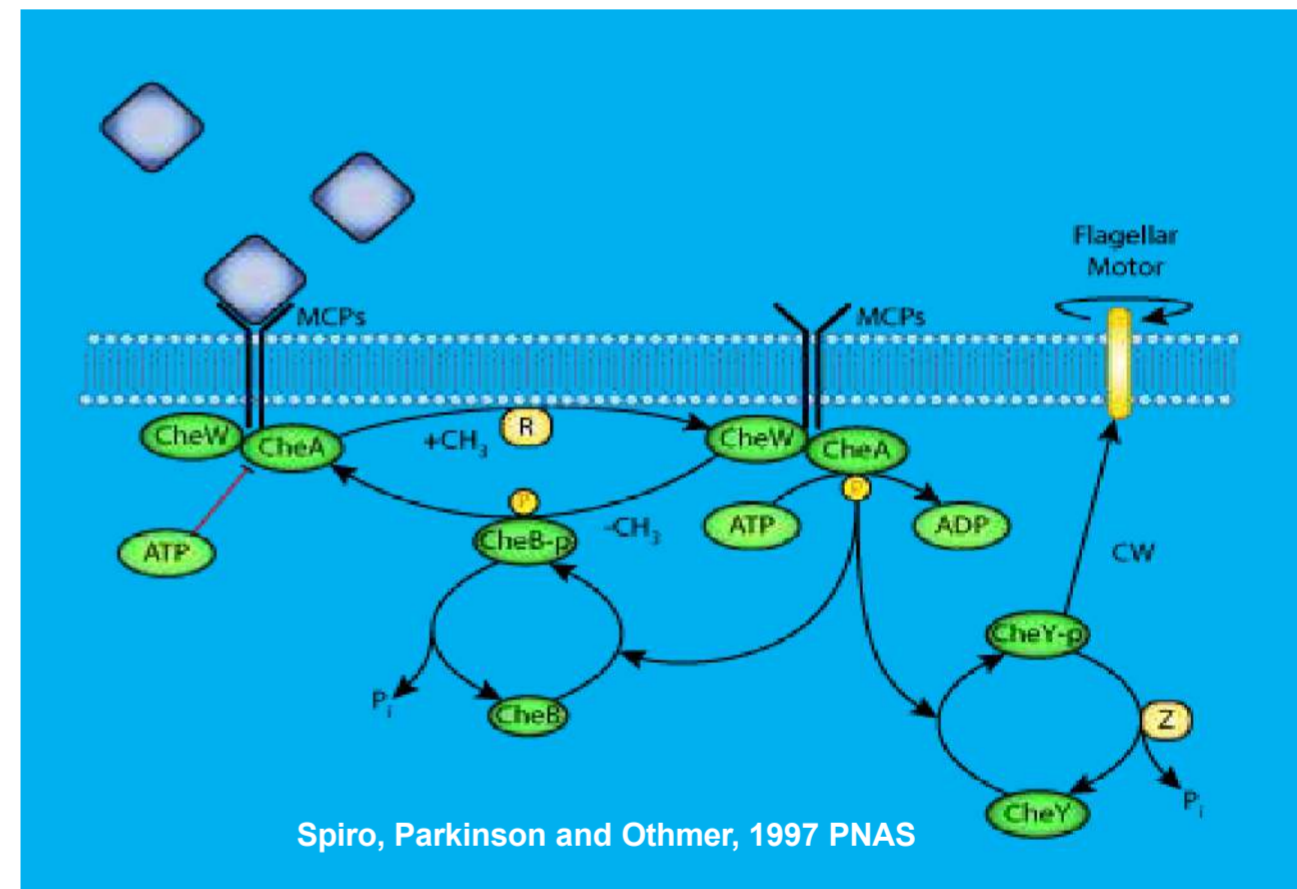 Flagellar
Motor
MCPs
MCPs
CheW
CheA
+CH₃
R
CheW
CheA
P
P
ATP
CheB-p
-CH₃
ATP
ADP
CW
CheY-p
Pᵢ
CheB
Z
Pᵢ
CheY
Spiro, Parkinson and Othmer, 1997 PNAS